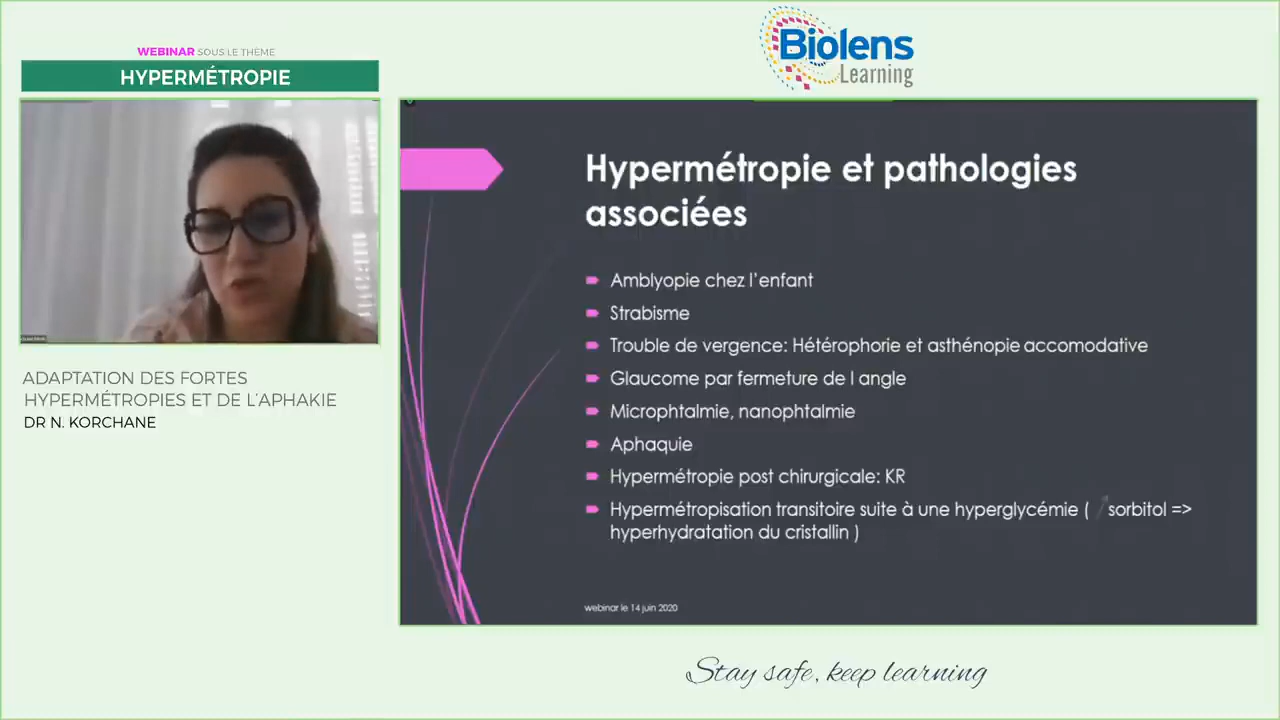 WEBINAR SOUS LE THÈME
HYPERMÉTROPIE
ADAPTATION DES FORTES
HYPERMÉTROPIES ET DE L'APHAKIE
DR N. KORCHANE
Biolens
Learning
Hypermétropie et pathologies
associées
Amblyopie chez l'enfant
Strabisme
Trouble de vergence: Hétérophorie et asthénopie accomodative
Glaucome par fermeture de l angle
Microphtalmie, nanophtalmie
Aphaquie
Hypermétropie post chirurgicale: KR
Hypermétropisation transitoire suite à une hyperglycémie ( sorbitol =>
hyperhydratation du cristallin )
webinar le 14 juin 2020
Stay safe, keep learning